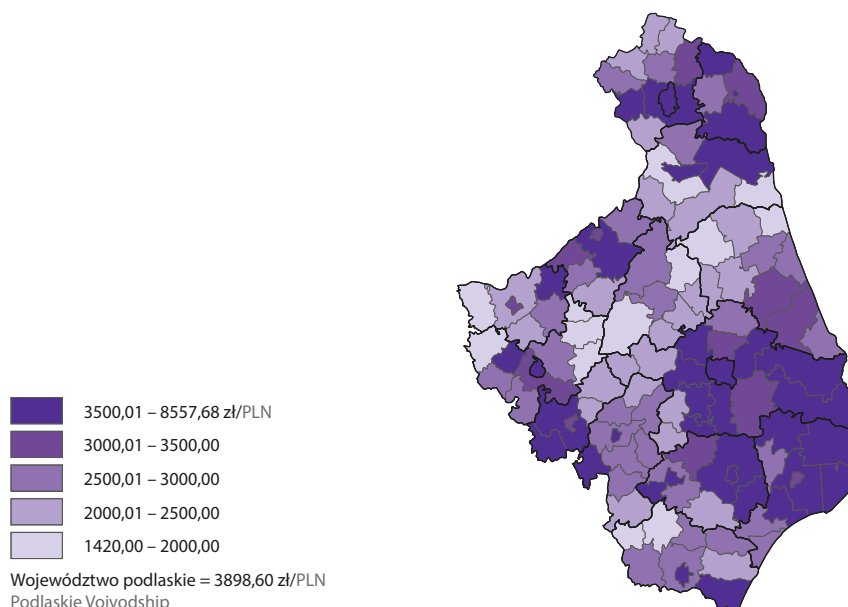 3500,01 – 8557,68 zł/PLN
3000,01 – 3500,00
2500,01 – 3000,00
2000,01 – 2500,00
1420,00 – 2000,00
Województwo podlaskie = 3898,60 zł/PLN
Podlaskie Voivodship